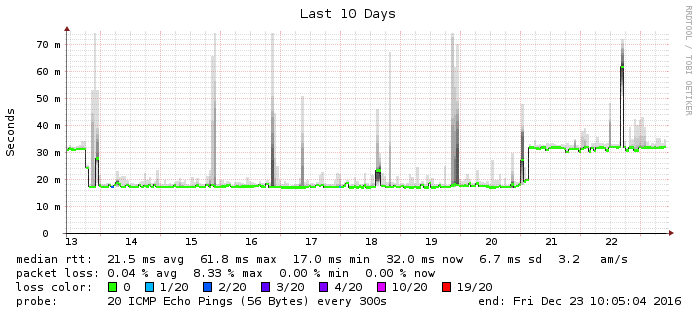 Last 10 Days
RRDTOOL / TOBI OETIKER
Seconds
70 m
60 m
50 m
40 m
30 m
20 m
10 m
0
13 14 15 16 17 18 19 20 21 22
median rtt: 21.5 ms avg 61.8 ms max 17.0 ms min 32.0 ms now 6.7 ms sd 3.2 am/s
packet loss: 0.04 % avg 8.33 % max 0.00 % min 0.00 % now
loss color: 0 1/20 2/20 3/20 4/20 10/20 19/20
probe: 20 ICMP Echo Pings (56 Bytes) every 300s end: Fri Dec 23 10:05:04 2016